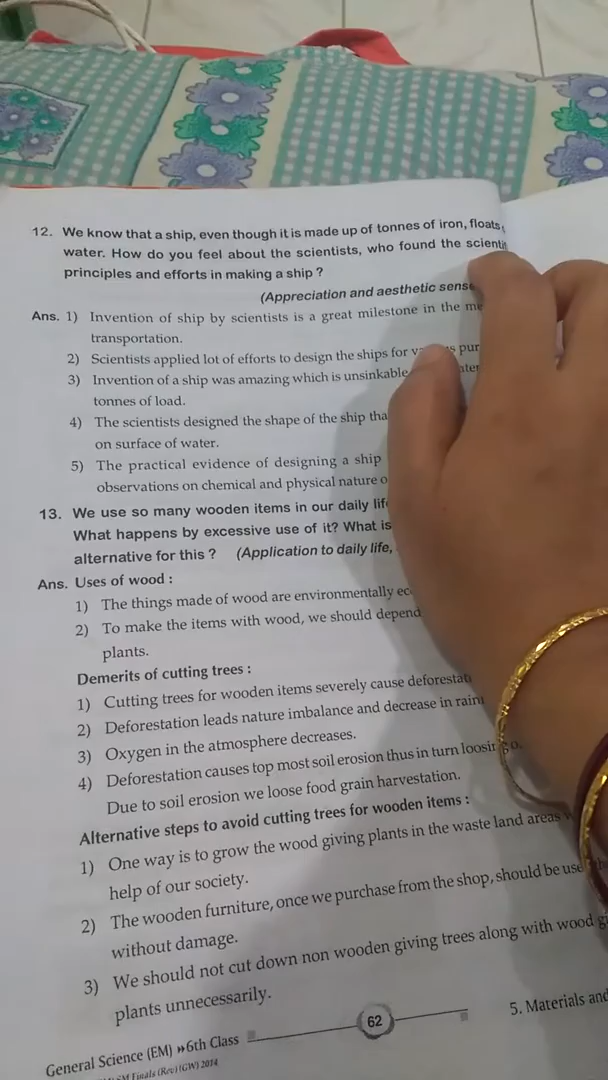 12. We know that a ship, even though it is made up of tonnes of iron, floats
water. How do you feel about the scientists, who found the
principles and efforts in making a ship ?
(Appreciation and aesthetic
Ans. 1) Invention of ship by scientists is a great milestone in the
transportation.
2) Scientists applied lot of efforts to design the ships for
3) Invention of a ship was amazing which is unsinkable
tonnes of load.
4) The scientists designed the shape of the ship
on surface of water.
5) The practical evidence of designing a ship
observations on chemical and physical nature
13. We use so many wooden items in our daily
What happens by excessive use of it? What is
alternative for this ? (Application to daily life,
Ans. Uses of wood :
1) The things made of wood are environmentally
2) To make the items with wood, we should depend
plants.
Demerits of cutting trees :
1) Cutting trees for wooden items severely cause
2) Deforestation leads nature imbalance and decrease in
3) Oxygen in the atmosphere decreases.
4) Deforestation causes top most soil erosion thus in turn
Due to soil erosion we loose food grain harvestation.
Alternative steps to avoid cutting trees for wooden items :
1) One way is to grow the wood giving plants in the waste land areas
help of our society.
2) The wooden furniture, once we purchase from the shop, should be
without damage.
3) We should not cut down non wooden giving trees along with wood
plants unnecessarily.
62
5. Materials and
General Science (EM) »6th Class
Finals (Rev) (GW) 2014